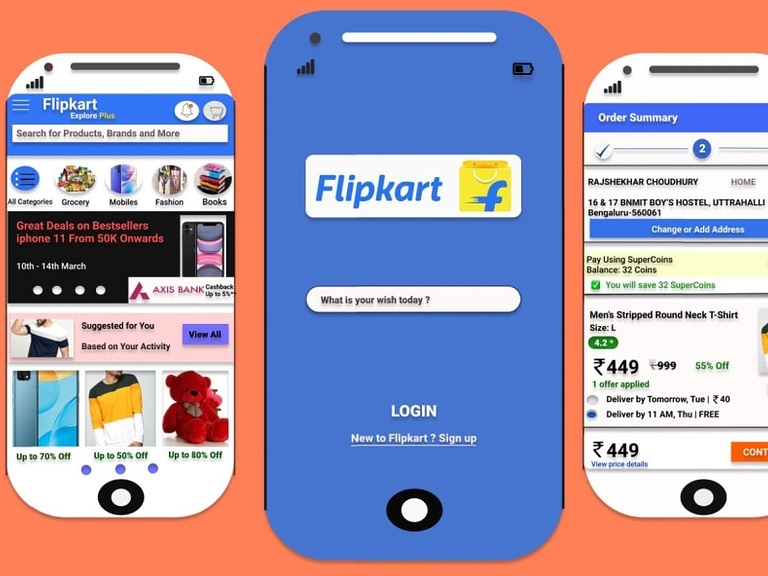 Flipkart
Explore Plus
Search for Products, Brands and More
All Categories
Grocery
Mobiles
Fashion
Books
Great Deals on Bestsellers
iphone 11 From 50K Onwards
10th - 14th March
AXIS BANK
Cashback
Up to 5%*
Suggested for You
Based on Your Activity
View All
Up to 70% Off
Up to 50% Off
Up to 80% Off
Flipkart
What is your wish today ?
LOGIN
New to Flipkart ? Sign up
Order Summary
2
RAJSHEKHAR CHOUDHURY HOME
16 & 17 BNMIT BOY'S HOSTEL, UTTRAHALLI
Bengaluru-560061
Change or Add Address
Pay Using SuperCoins
Balance: 32 Coins
You will save 32 SuperCoins
Men's Stripped Round Neck T-Shirt
Size: L
4.2 *
₹449 ₹999 55% Off
1 offer applied
Deliver by Tomorrow, Tue | ₹40
Deliver by 11 AM, Thu | FREE
₹449
View price details
CONT